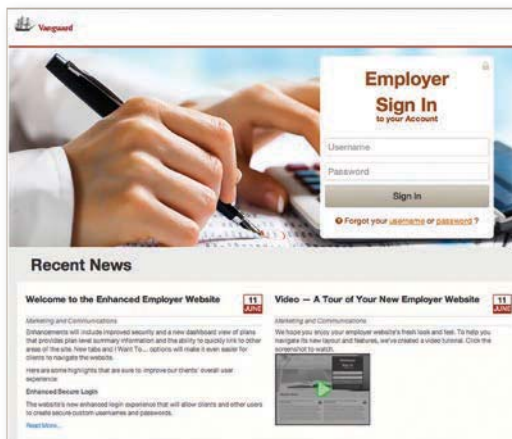 Vanguard
Employer
Sign In
to your Account
Username
Password
Sign In
Forgot your username or password ?
Recent News
Welcome to the Enhanced Employer Website
11
JUNE
Marketing and Communications
Enhancements will include improved security and a new dashboard view of plans
that provides plan-level summary information and the ability to quickly link to other
areas of the site. New tabs and I Want To... options will make it even easier for
clients to navigate the website.
Here are some highlights that are sure to improve our clients' overall user
experience:
Enhanced Secure Login
The website's new enhanced login experience that will allow clients and other users
to create secure custom usernames and passwords.
Read More...
Video — A Tour of Your New Employer Website
11
JUNE
Marketing and Communications
We hope you enjoy your employer website's fresh look and feel. To help you
navigate its new layout and features, we've created a video tutorial. Click the
screenshot to watch.